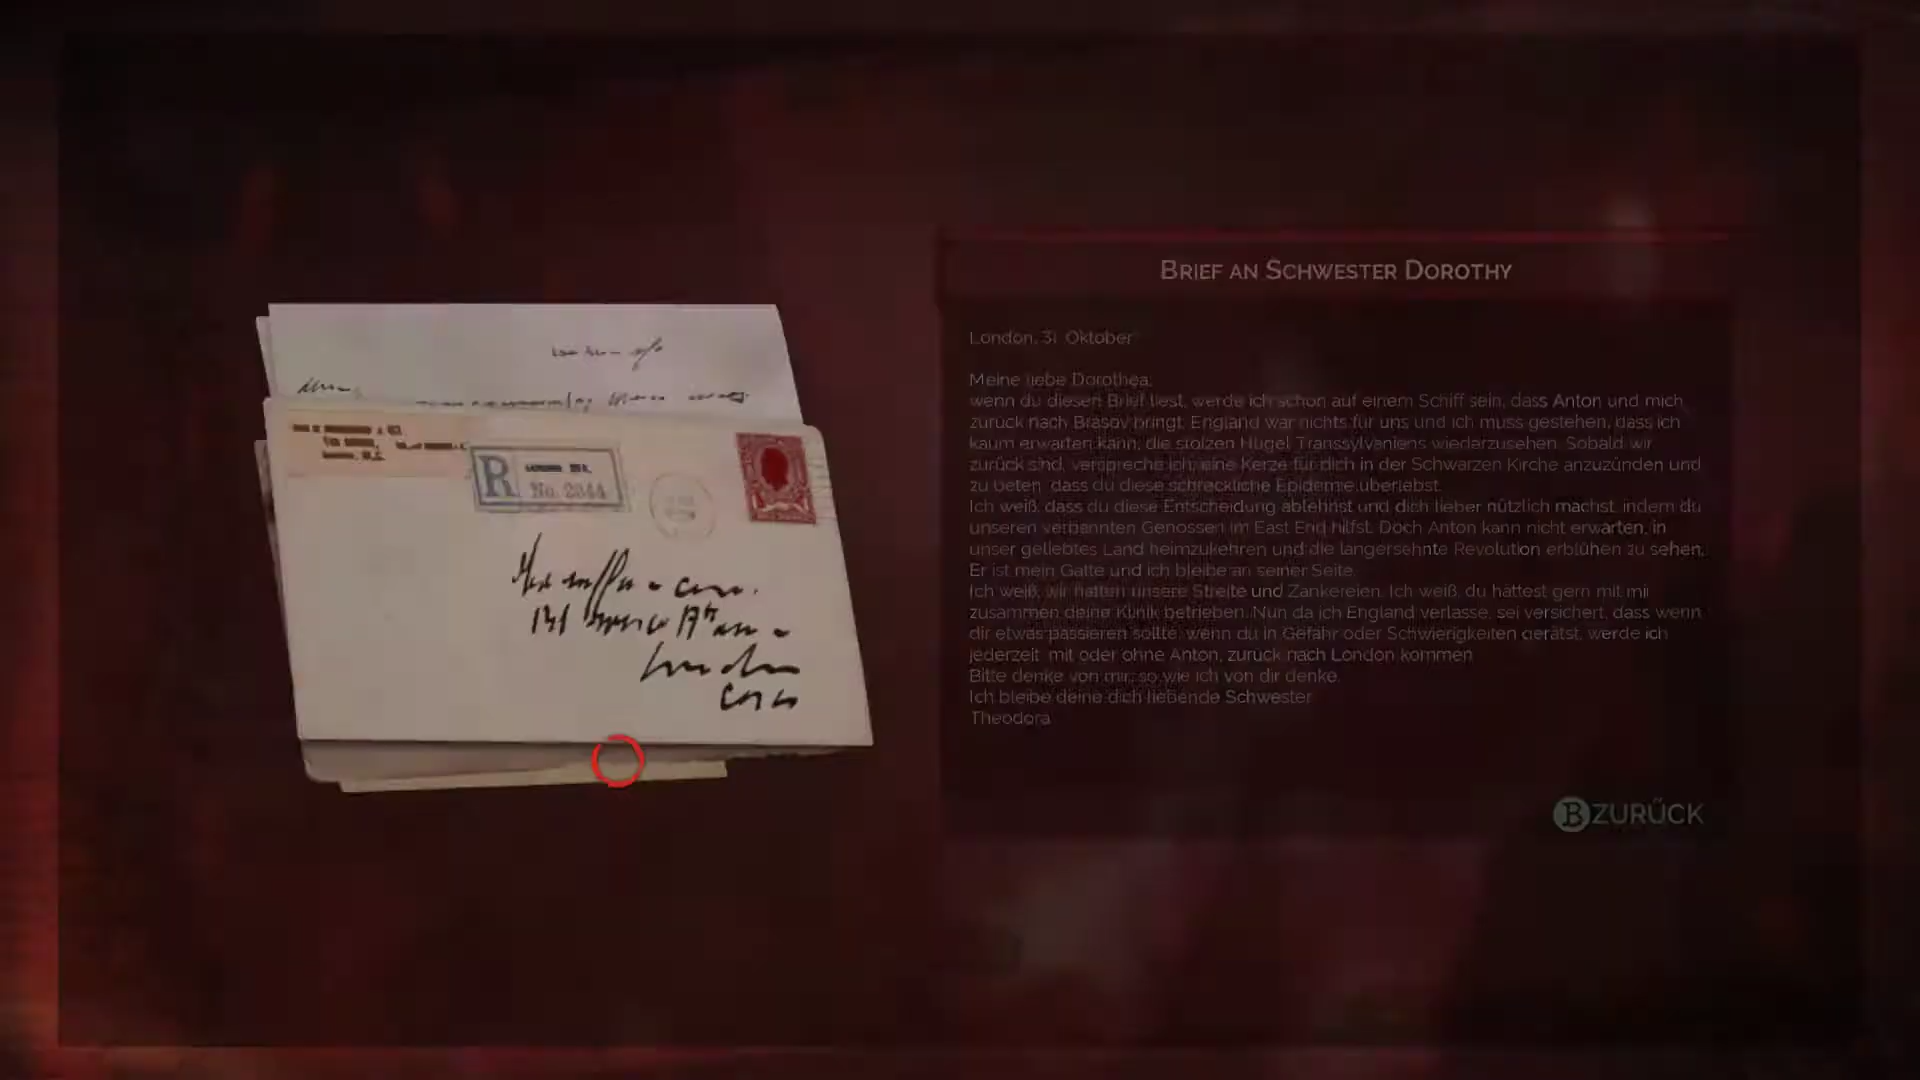 BRIEF AN SCHWESTER DOROTHY
London, 31. Oktober
Meine liebe Dorothea,
wenn du diesen Brief liest, werde ich schon auf einem Schiff sein, dass Anton und mich
zurück nach Brasov bringt. England war nichts für uns und ich muss gestehen, dass ich
kaum erwarten kann, die stolzen Hügel Transsylvaniens wiederzusehen. Sobald wir
zurück sind, verspreche ich, eine Kerze für dich in der Schwarzen Kirche anzuzünden und
zu beten, dass du diese schreckliche Epidemie überlebst.
Ich weiß, dass du diese Entscheidung ablehnst und dich lieber nützlich machst, indem du
unseren verbannten Genossen im East End hilfst. Doch Anton kann nicht erwarten, in
unser geliebtes Land heimzukehren und die langersehnte Revolution erblühen zu sehen.
Er ist mein Gatte und ich bleibe an seiner Seite.
Ich weiß, wir hatten unsere Streite und Zankereien. Ich weiß, du hättest gern mit mir
zusammen deine Klinik betrieben. Nun da ich England verlasse, sei versichert, dass wenn
dir etwas passieren sollte, wenn du in Gefahr oder Schwierigkeiten gerätst, werde ich
jederzeit, mit oder ohne Anton, zurück nach London kommen.
Bitte denke von mir, so wie ich von dir denke.
Ich bleibe deine dich liebende Schwester
Theodora
R
No. 2344
B ZURÜCK